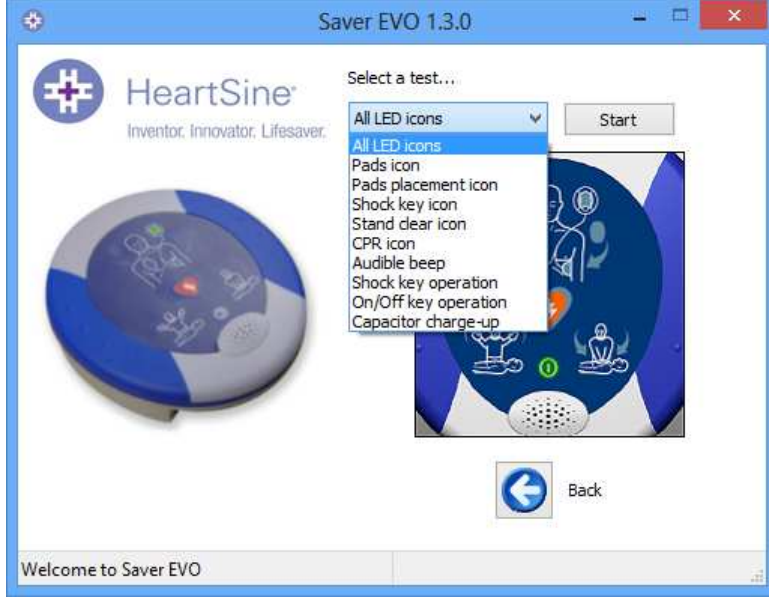 Saver EVO 1.3.0
HeartSine®
Inventor. Innovator. Lifesaver.
Select a test...
All LED icons
Start
All LED icons
Pads icon
Pads placement icon
Shock key icon
Stand clear icon
CPR icon
Audible beep
Shock key operation
On/Off key operation
Capacitor charge-up
Back
Welcome to Saver EVO